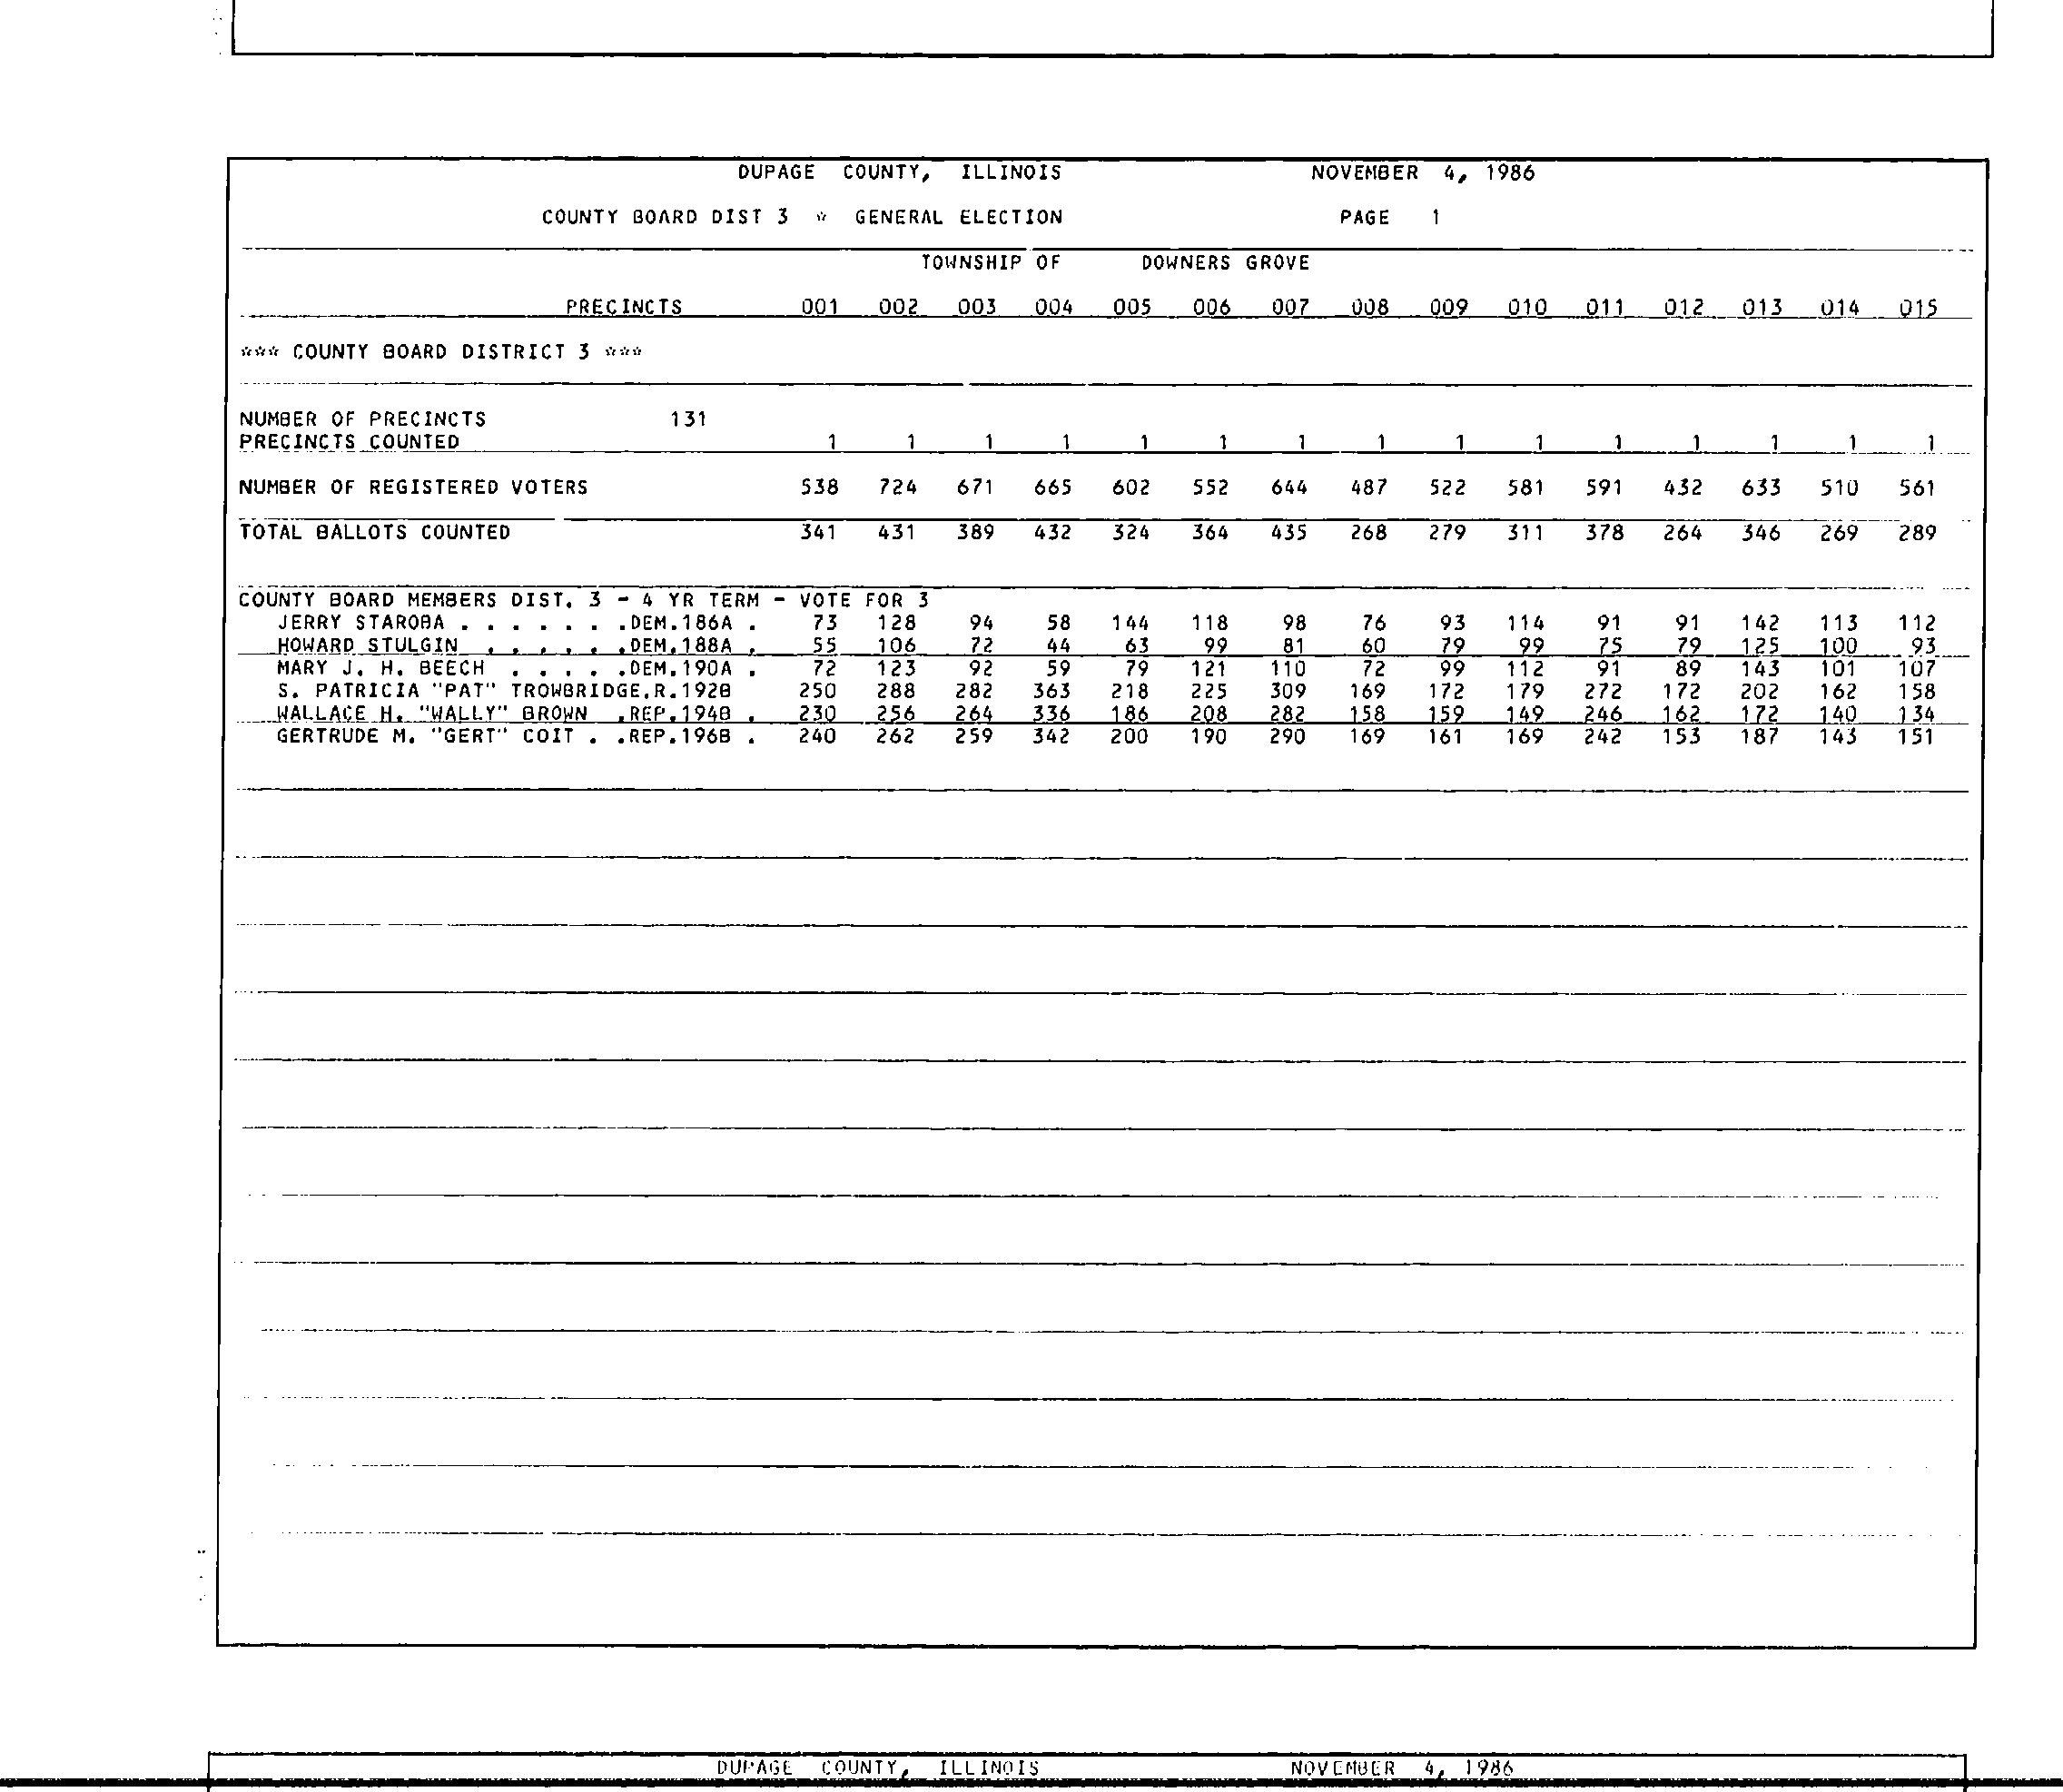 DUPAGE COUNTY, ILLINOIS NOVEMBER 4, 1986
COUNTY BOARD DIST 3 * GENERAL ELECTION PAGE 1
TOWNSHIP OF DOWNERS GROVE
PRECINCTS 001 002 003 004 005 006 007 008 009 010 011 012 013 014 015
*** COUNTY BOARD DISTRICT 3 ***
NUMBER OF PRECINCTS 131
PRECINCTS COUNTED 1 1 1 1 1 1 1 1 1 1 1 1 1 1 1
NUMBER OF REGISTERED VOTERS 538 724 671 665 602 552 644 487 522 581 591 432 633 510 561
TOTAL BALLOTS COUNTED 341 431 389 432 324 364 435 268 279 311 378 264 346 269 289
COUNTY BOARD MEMBERS DIST. 3 - 4 YR TERM - VOTE FOR 3
JERRY STAROBA . . . . . . .DEM.186A . 73 128 94 58 144 118 98 76 93 114 91 91 142 113 112
HOWARD STULGIN . . . . . .DEM.188A . 55 106 72 44 63 99 81 60 79 99 75 79 125 100 93
MARY J. H. BEECH . . . . .DEM.190A . 72 123 92 59 79 121 110 72 99 112 91 89 143 101 107
S. PATRICIA "PAT" TROWBRIDGE.R.192B 250 288 282 363 218 225 309 169 172 179 272 172 202 162 158
WALLACE H. "WALLY" BROWN .REP.194B . 230 256 264 336 186 208 282 158 159 149 246 162 172 140 134
GERTRUDE M. "GERT" COIT . .REP.196B . 240 262 259 342 200 190 290 169 161 169 242 153 187 143 151
DUPAGE COUNTY, ILLINOIS NOVEMBER 4, 1986